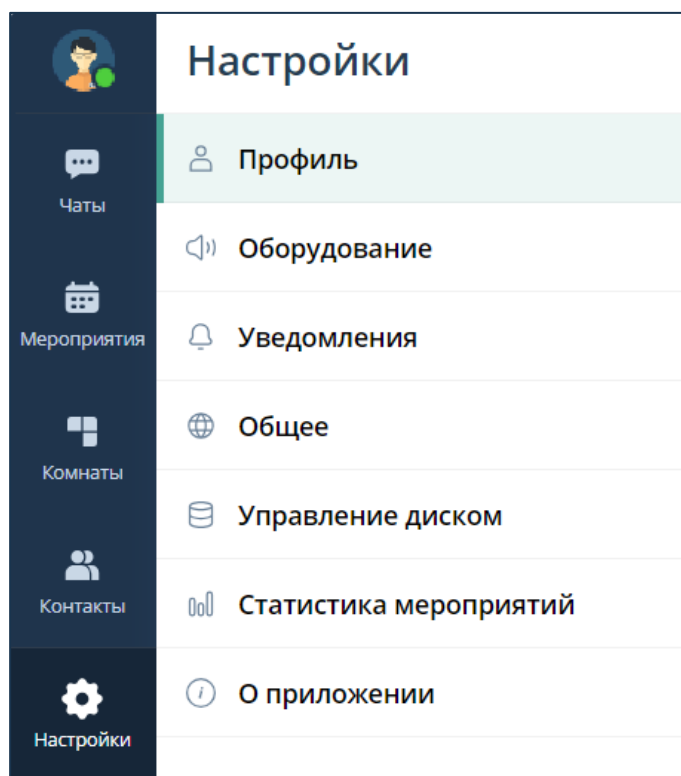 Настройки
Чаты
Мероприятия
Комнаты
Контакты
Настройки
Профиль
Оборудование
Уведомления
Общее
Управление диском
Статистика мероприятий
О приложении